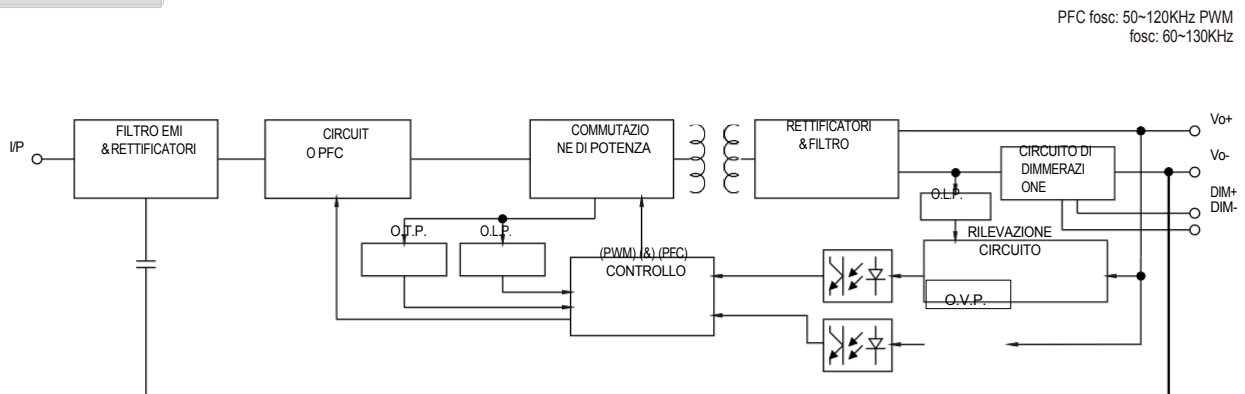 PFC fosc: 50~120KHz PWM
fosc: 60~130KHz
I/P
FILTRO EMI
& RETTIFICATORI
CIRCUIT
O PFC
COMMUTAZIO
NE DI POTENZA
RETTIFICATORI
& FILTRO
Vo+
CIRCUITO DI
DIMMERAZI
ONE
Vo-
DIM+
DIM-
O.L.P.
O.T.P.
O.L.P.
RILEVAZIONE
CIRCUITO
(PWM) (&) (PFC)
CONTROLLO
O.V.P.